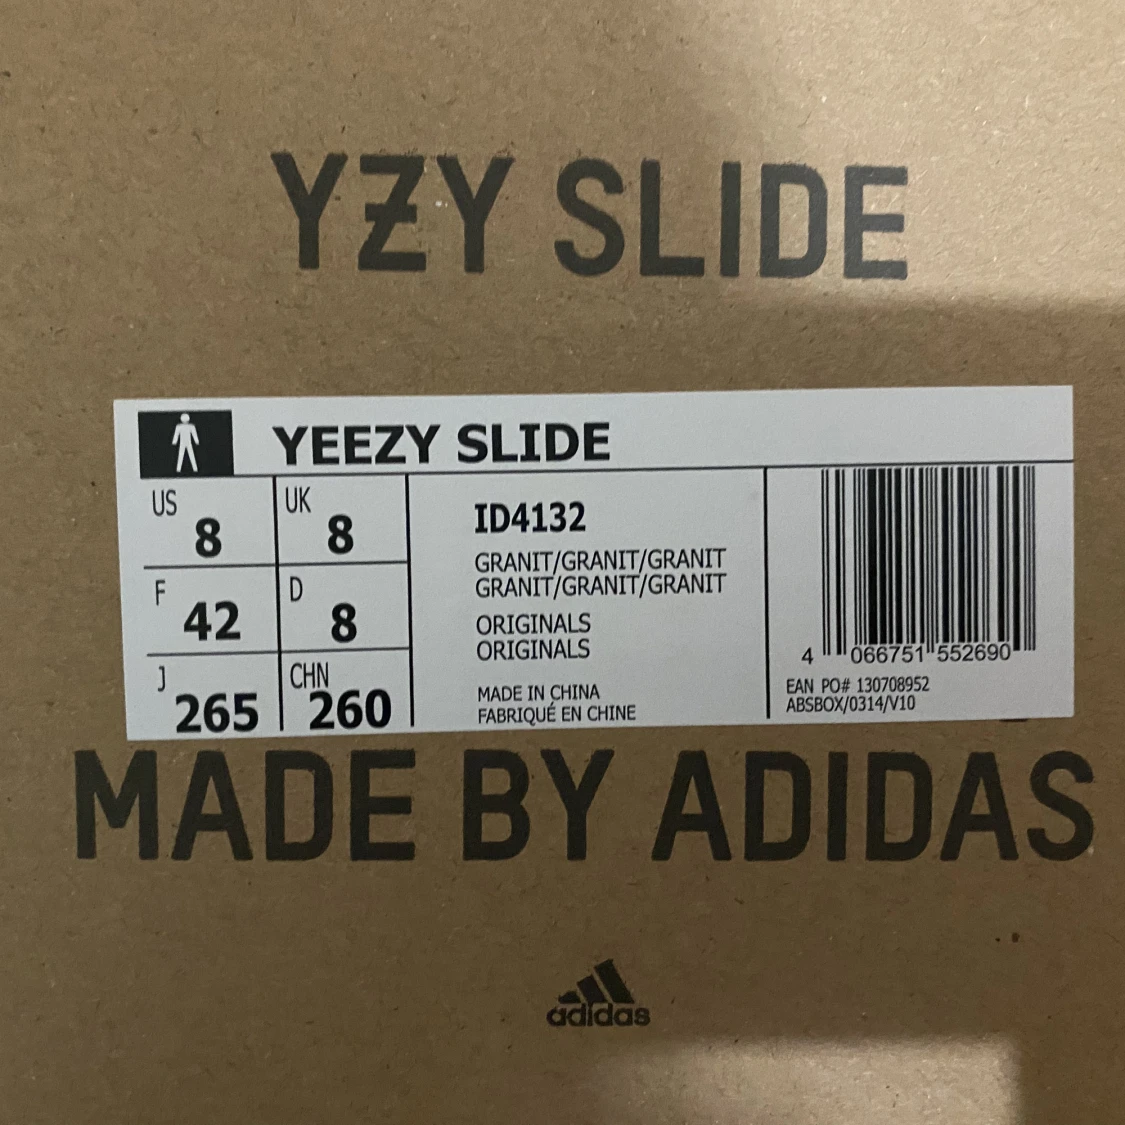 YZY SLIDE
YEEZY SLIDE
US 8
UK 8
F 42
D 8
J 265
CHN 260
ID4132
GRANIT/GRANIT/GRANIT
GRANIT/GRANIT/GRANIT
ORIGINALS
ORIGINALS
MADE IN CHINA
FABRIQUÉ EN CHINE
4 066751 552690
EAN PO# 130708952
ABSBOX/0314/V10
MADE BY ADIDAS
adidas